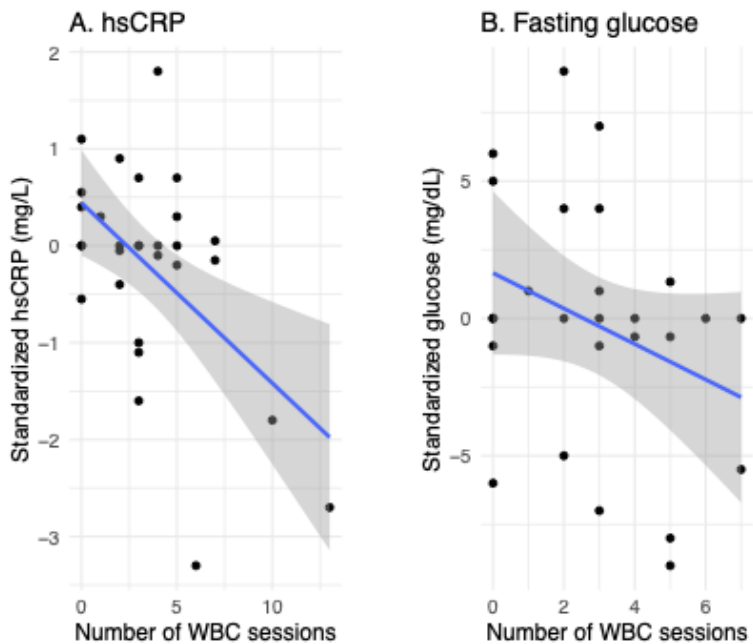 A. hsCRP
Standardized hsCRP (mg/L)
2
1
0
−1
−2
−3
0
5
10
Number of WBC sessions
B. Fasting glucose
Standardized glucose (mg/dL)
5
0
−5
0
2
4
6
Number of WBC sessions